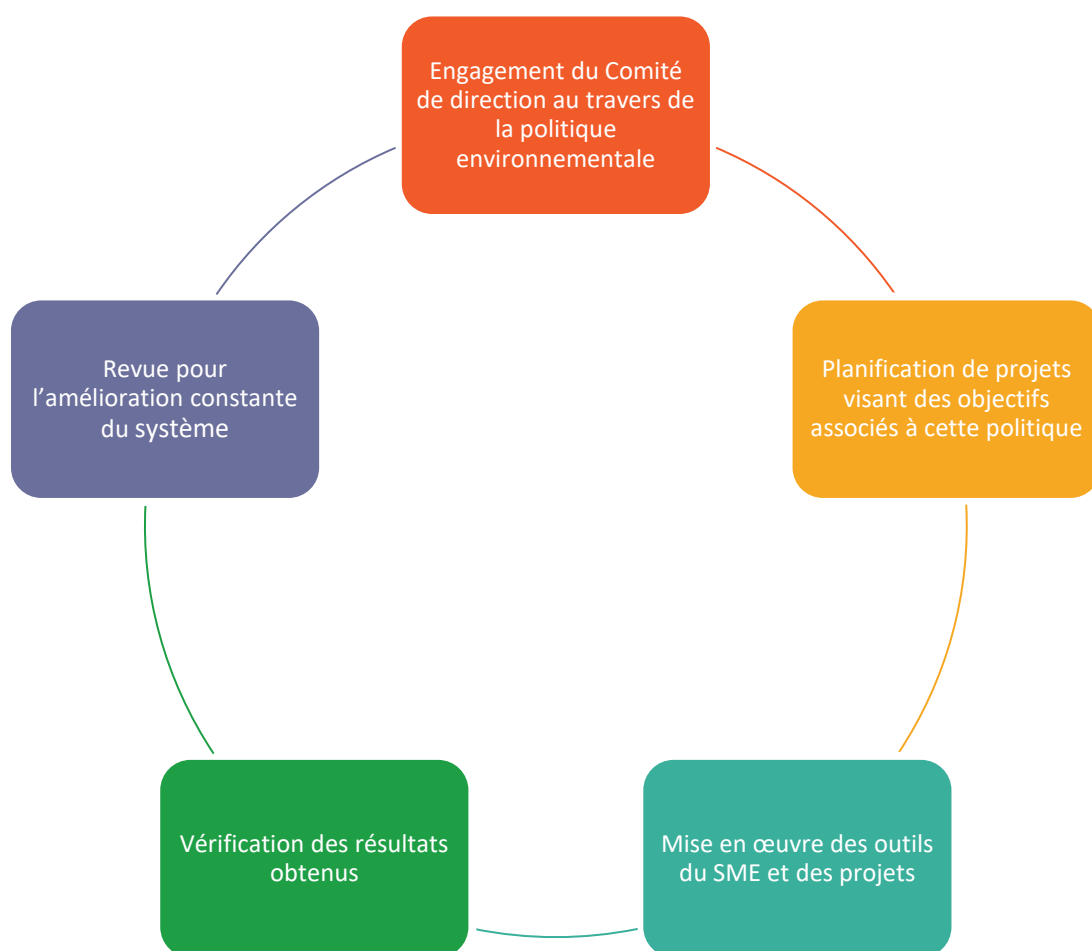 Engagement du Comité
de direction au travers de
la politique
environnementale
Planification de projets
visant des objectifs
associés à cette politique
Mise en œuvre des outils
du SME et des projets
Vérification des résultats
obtenus
Revue pour
l’amélioration constante
du système